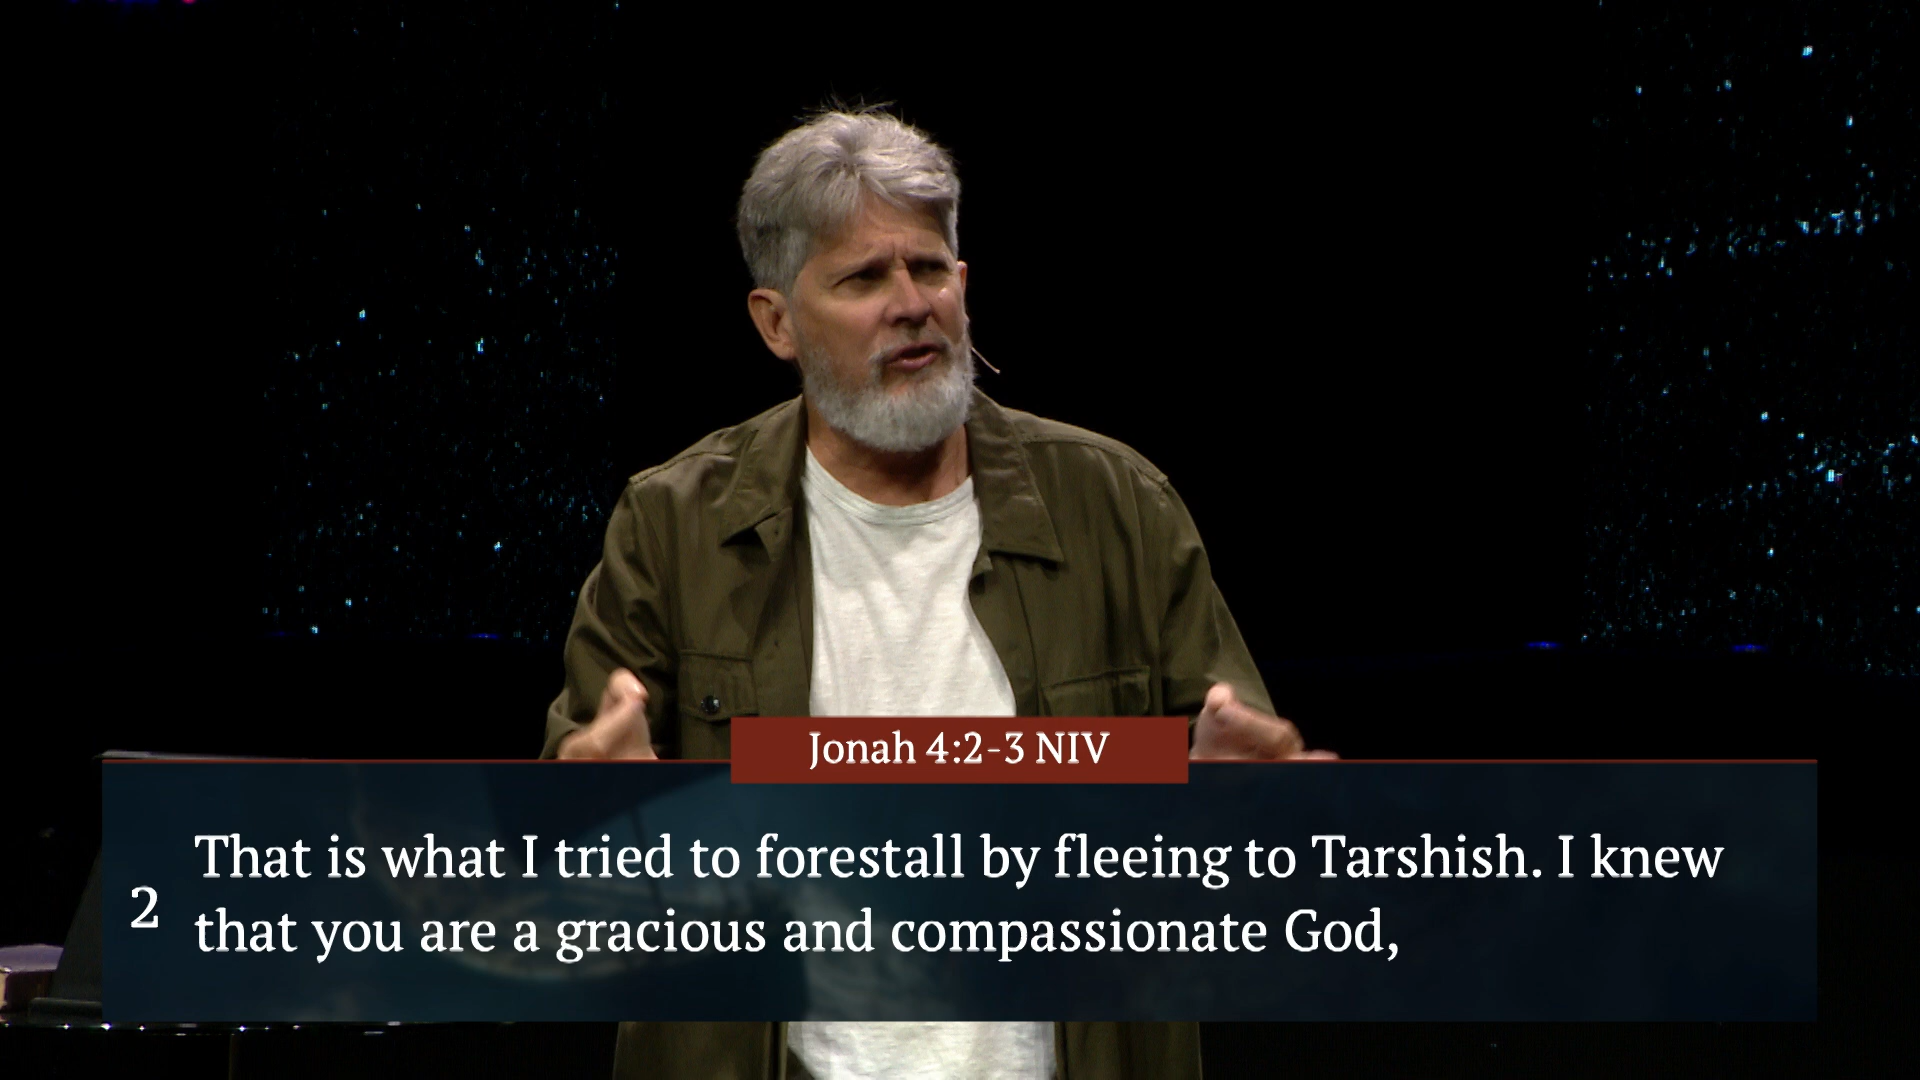 Jonah 4:2-3 NIV
2
That is what I tried to forestall by fleeing to Tarshish. I knew
that you are a gracious and compassionate God,